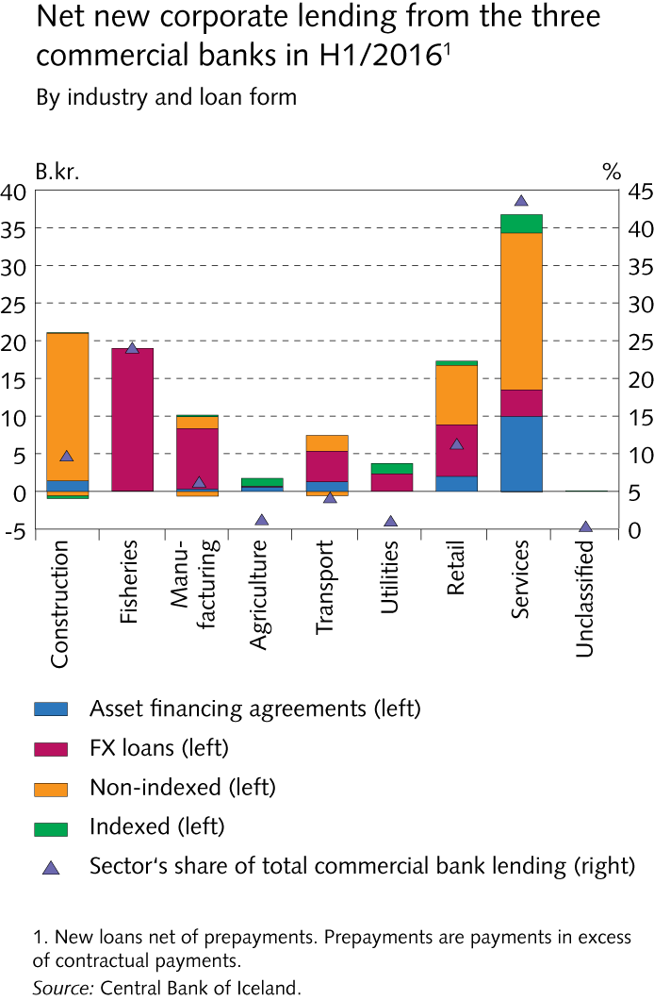 Net new corporate lending from the three
commercial banks in H1/2016¹
By industry and loan form
B.kr.
%
40
35
30
25
20
15
10
5
0
-5
45
40
35
30
25
20
15
10
5
0
Construction
Fisheries
Manu-
facturing
Agriculture
Transport
Utilities
Retail
Services
Unclassified
Asset financing agreements (left)
FX loans (left)
Non-indexed (left)
Indexed (left)
Sector‘s share of total commercial bank lending (right)
1. New loans net of prepayments. Prepayments are payments in excess
of contractual payments.
Source: Central Bank of Iceland.